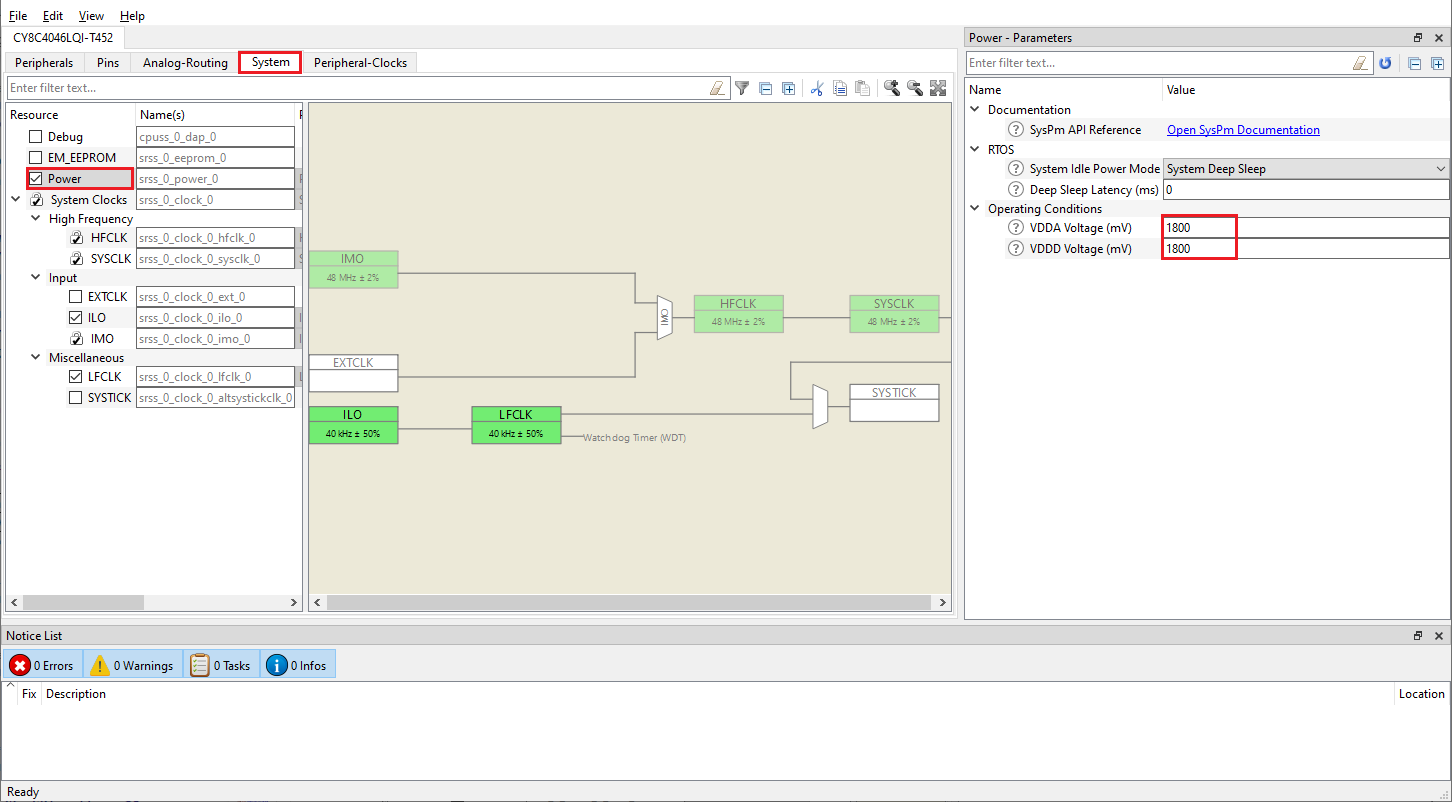 File Edit View Help
CY8C4046LQI-T452
Peripherals Pins Analog-Routing System Peripheral-Clocks
Enter filter text...
Resource Name(s)
Debug cpuss_0_dap_0
EM_EEPROM srss_0_eeprom_0
Power srss_0_power_0
System Clocks srss_0_clock_0
High Frequency
HFCLK srss_0_clock_0_hfclk_0
SYSCLK srss_0_clock_0_sysclk_0
Input
EXTCLK srss_0_clock_0_ext_0
ILO srss_0_clock_0_ilo_0
IMO srss_0_clock_0_imo_0
Miscellaneous
LFCLK srss_0_clock_0_lfclk_0
SYSTICK srss_0_clock_0_altsystickclk_0
IMO
48 MHz ± 2%
IMO
HFCLK
48 MHz ± 2%
SYSCLK
48 MHz ± 2%
EXTCLK
SYSTICK
ILO
40 kHz ± 50%
LFCLK
40 kHz ± 50%
Watchdog Timer (WDT)
Power - Parameters
Enter filter text...
Name Value
Documentation
SysPm API Reference Open SysPm Documentation
RTOS
System Idle Power Mode System Deep Sleep
Deep Sleep Latency (ms) 0
Operating Conditions
VDDA Voltage (mV) 1800
VDDD Voltage (mV) 1800
Notice List
0 Errors 0 Warnings 0 Tasks 0 Infos
Fix Description Location
Ready